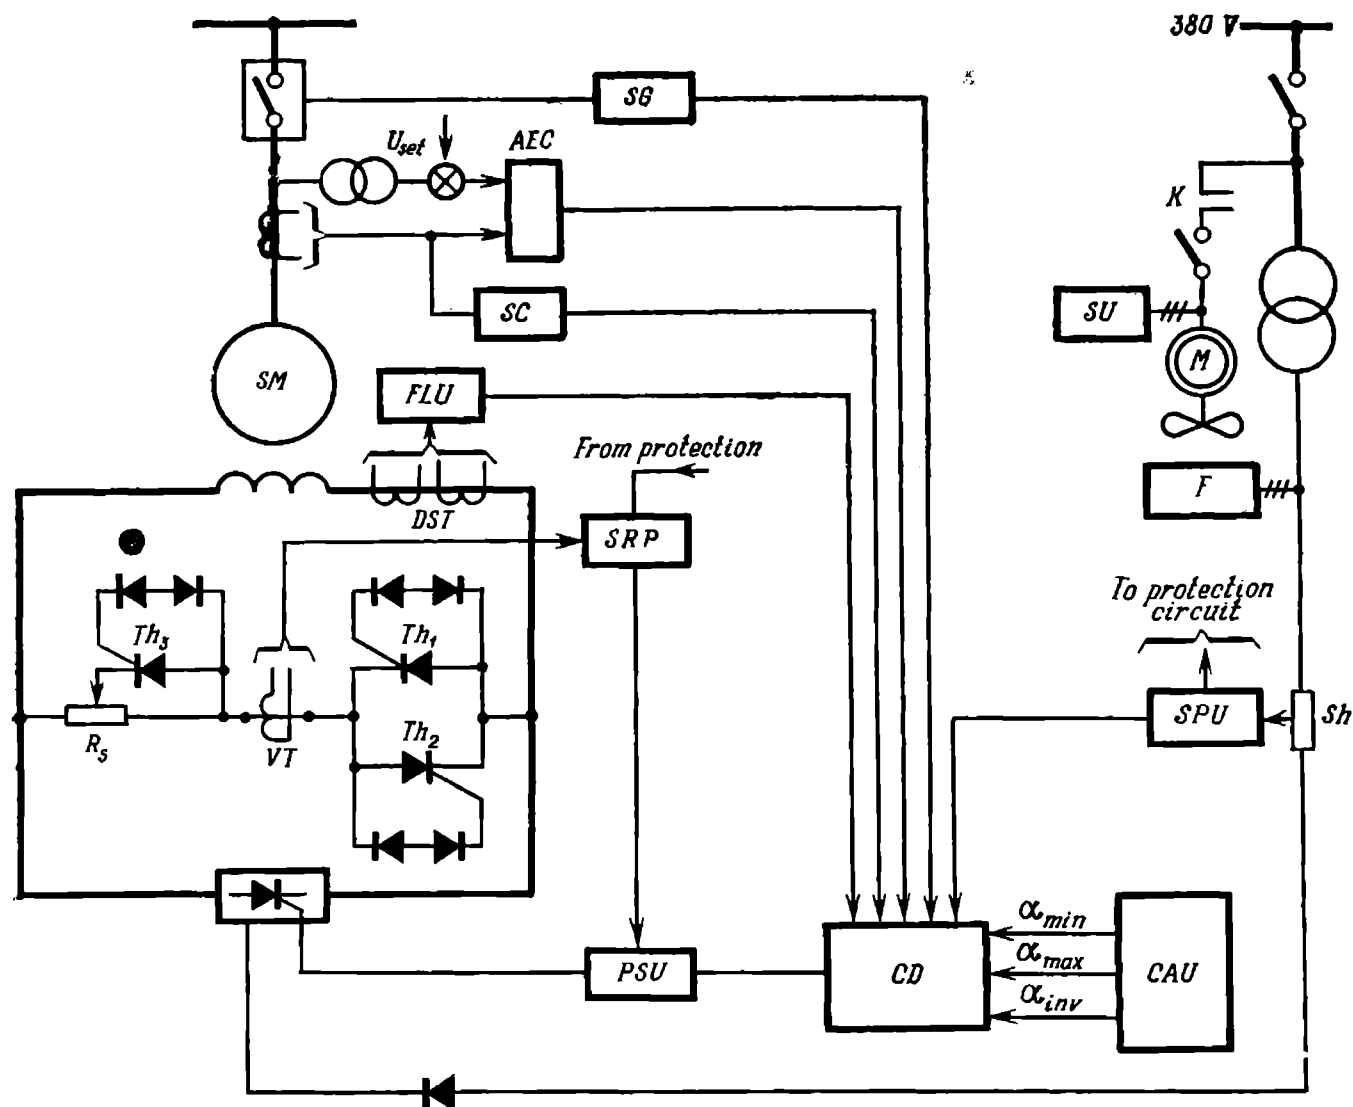 380 V
SG
U_set
AEC
K
SC
SU
M
SM
FLU
From protection
F
DST
SRP
To protection
circuit
Th₃
Th₁
SPU
Sh
R_s
VT
Th₂
α_min
CD
α_max
CAU
PSU
α_inv